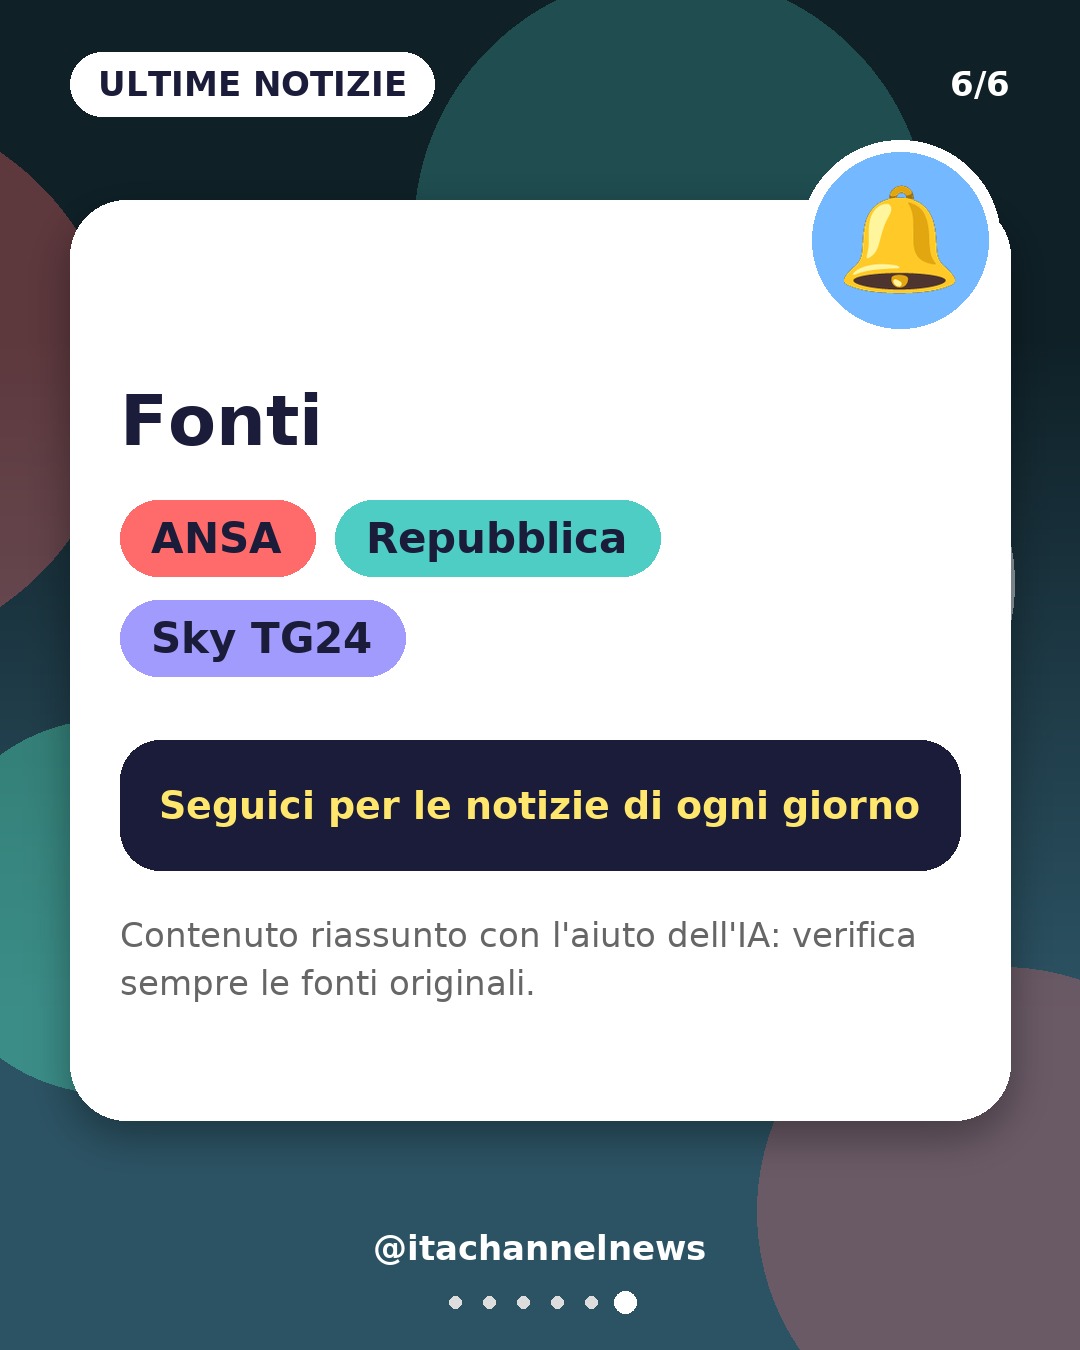 ULTIME NOTIZIE
6/6
Fonti
ANSA
Repubblica
Sky TG24
Seguici per le notizie di ogni giorno
Contenuto riassunto con l'aiuto dell'IA: verifica
sempre le fonti originali.
@itachannelnews